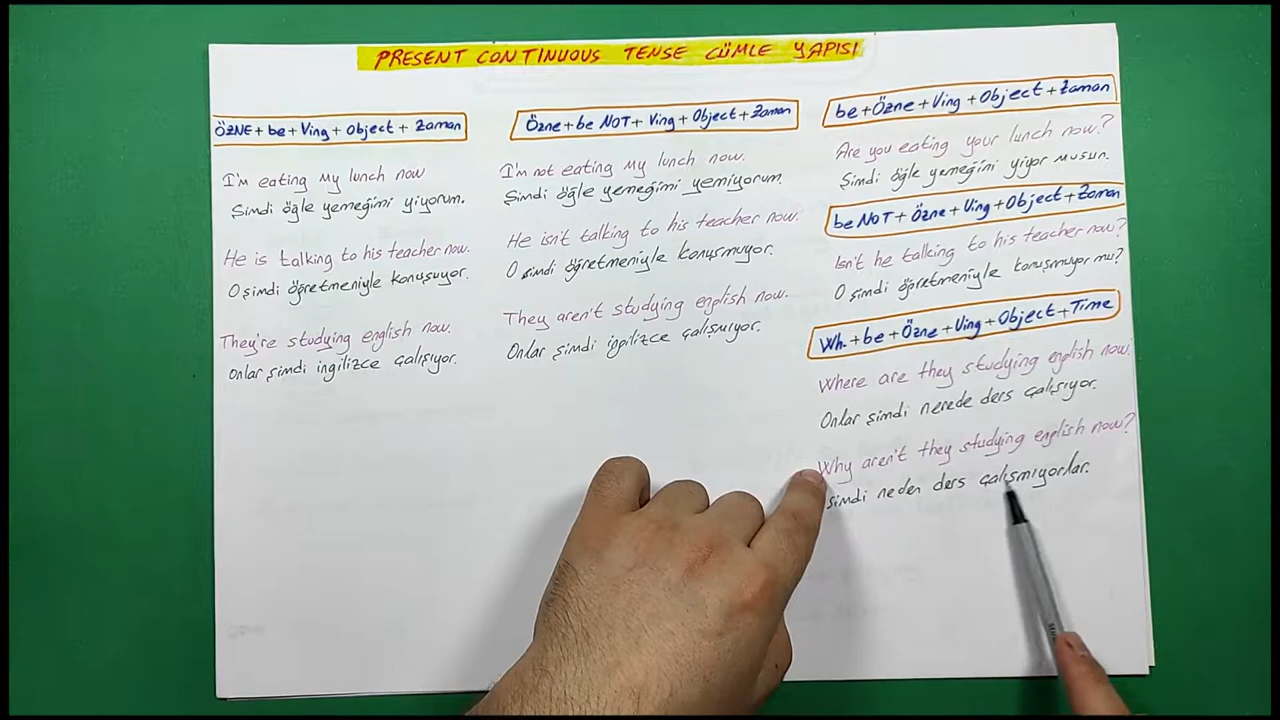 PRESENT CONTINUOUS TENSE CÜMLE YAPISI
ÖZNE + be + Ving + Object + Zaman
I'm eating my lunch now
Şimdi öğle yemeğimi yiyorum.
He is talking to his teacher now.
O şimdi öğretmeniyle konuşuyor.
They're studying english now.
Onlar şimdi ingilizce çalışıyor.
Özne + be NOT + Ving + Object + Zaman
I'm not eating my lunch now.
Şimdi öğle yemeğimi yemiyorum.
He isn't talking to his teacher now.
O şimdi öğretmeniyle konuşmuyor.
They aren't studying english now.
Onlar şimdi ingilizce çalışmıyor.
be + Özne + Ving + Object + Zaman
Are you eating your lunch now?
Şimdi öğle yemeğini yiyor musun.
be NOT + Özne + Ving + Object + Zaman
Isn't he talking to his teacher now?
O şimdi öğretmeniyle konuşmuyor mu?
Wh. + be + Özne + Ving + Object + Time
Where are they studying english now.
Onlar şimdi nerede ders çalışıyor.
Why aren't they studying english now?
şimdi neden ders çalışmıyorlar.